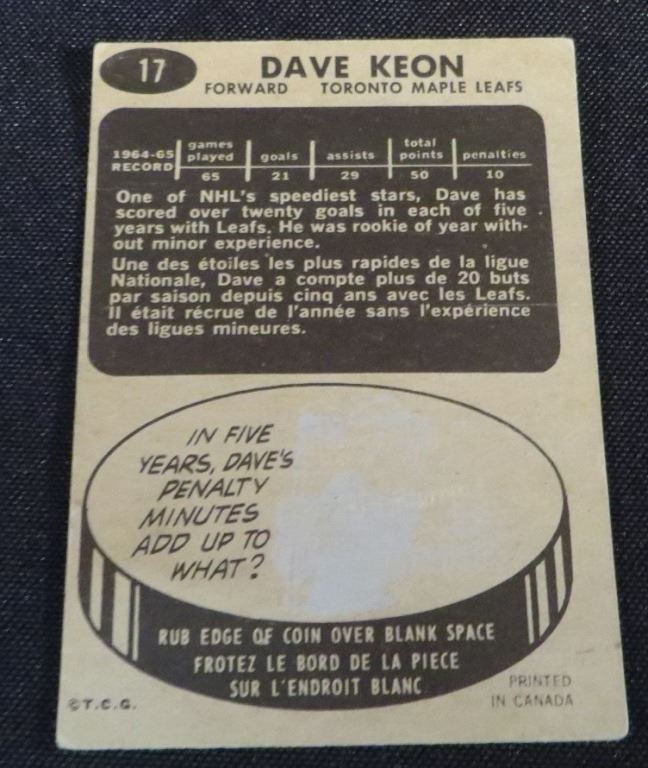 17
DAVE KEON
FORWARD TORONTO MAPLE LEAFS
1964-65 RECORD
games played
goals
assists
total points
penalties
65 21 29 50 10
One of NHL's speediest stars, Dave has
scored over twenty goals in each of five
years with Leafs. He was rookie of year with-
out minor experience.
Une des étoiles les plus rapides de la ligue
Nationale, Dave a compte plus de 20 buts
par saison depuis cinq ans avec les Leafs.
Il était récrue de l'année sans l'expérience
des ligues mineures.
IN FIVE
YEARS, DAVE'S
PENALTY
MINUTES
ADD UP TO
WHAT?
RUB EDGE OF COIN OVER BLANK SPACE
FROTEZ LE BORD DE LA PIECE
SUR L'ENDROIT BLANC
©T.C.G.
PRINTED
IN CANADA